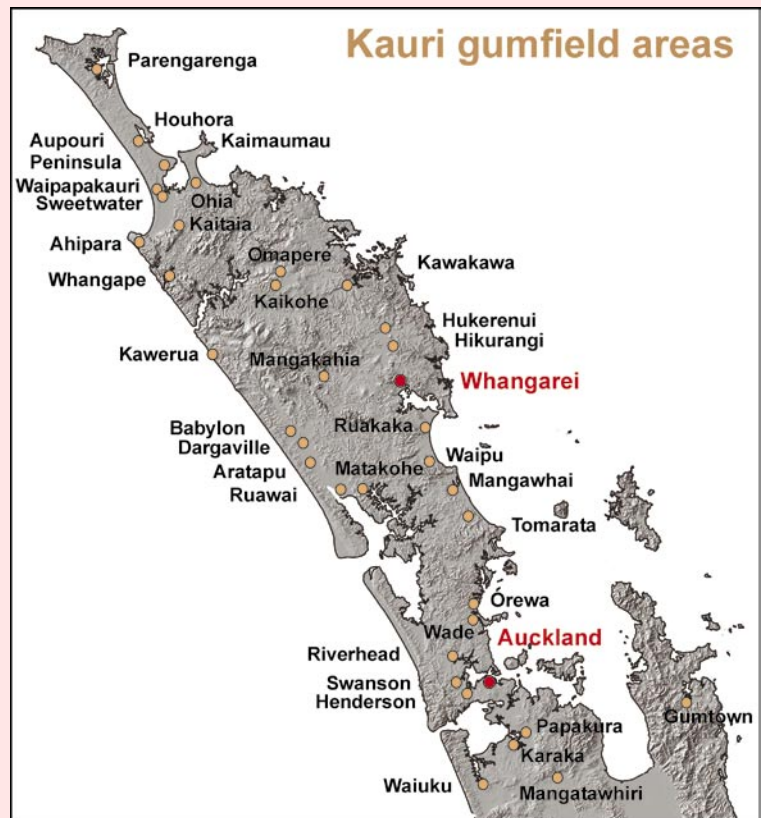 Kauri gumfield areas
Parengarenga
Houhora
Kaimaumau
Aupouri
Peninsula
Waipapakauri
Sweetwater
Ohia
Kaitaia
Ahipara
Omapere
Whangape
Kawakawa
Kaikohe
Hukerenui
Hikurangi
Kawerua
Mangakahia
Whangarei
Babylon
Ruakaka
Dargaville
Waipu
Aratapu
Matakohe
Mangawhai
Ruawai
Tomarata
Órewa
Wade
Auckland
Riverhead
Swanson
Henderson
Gumtown
Papakura
Karaka
Waiuku
Mangatawhiri